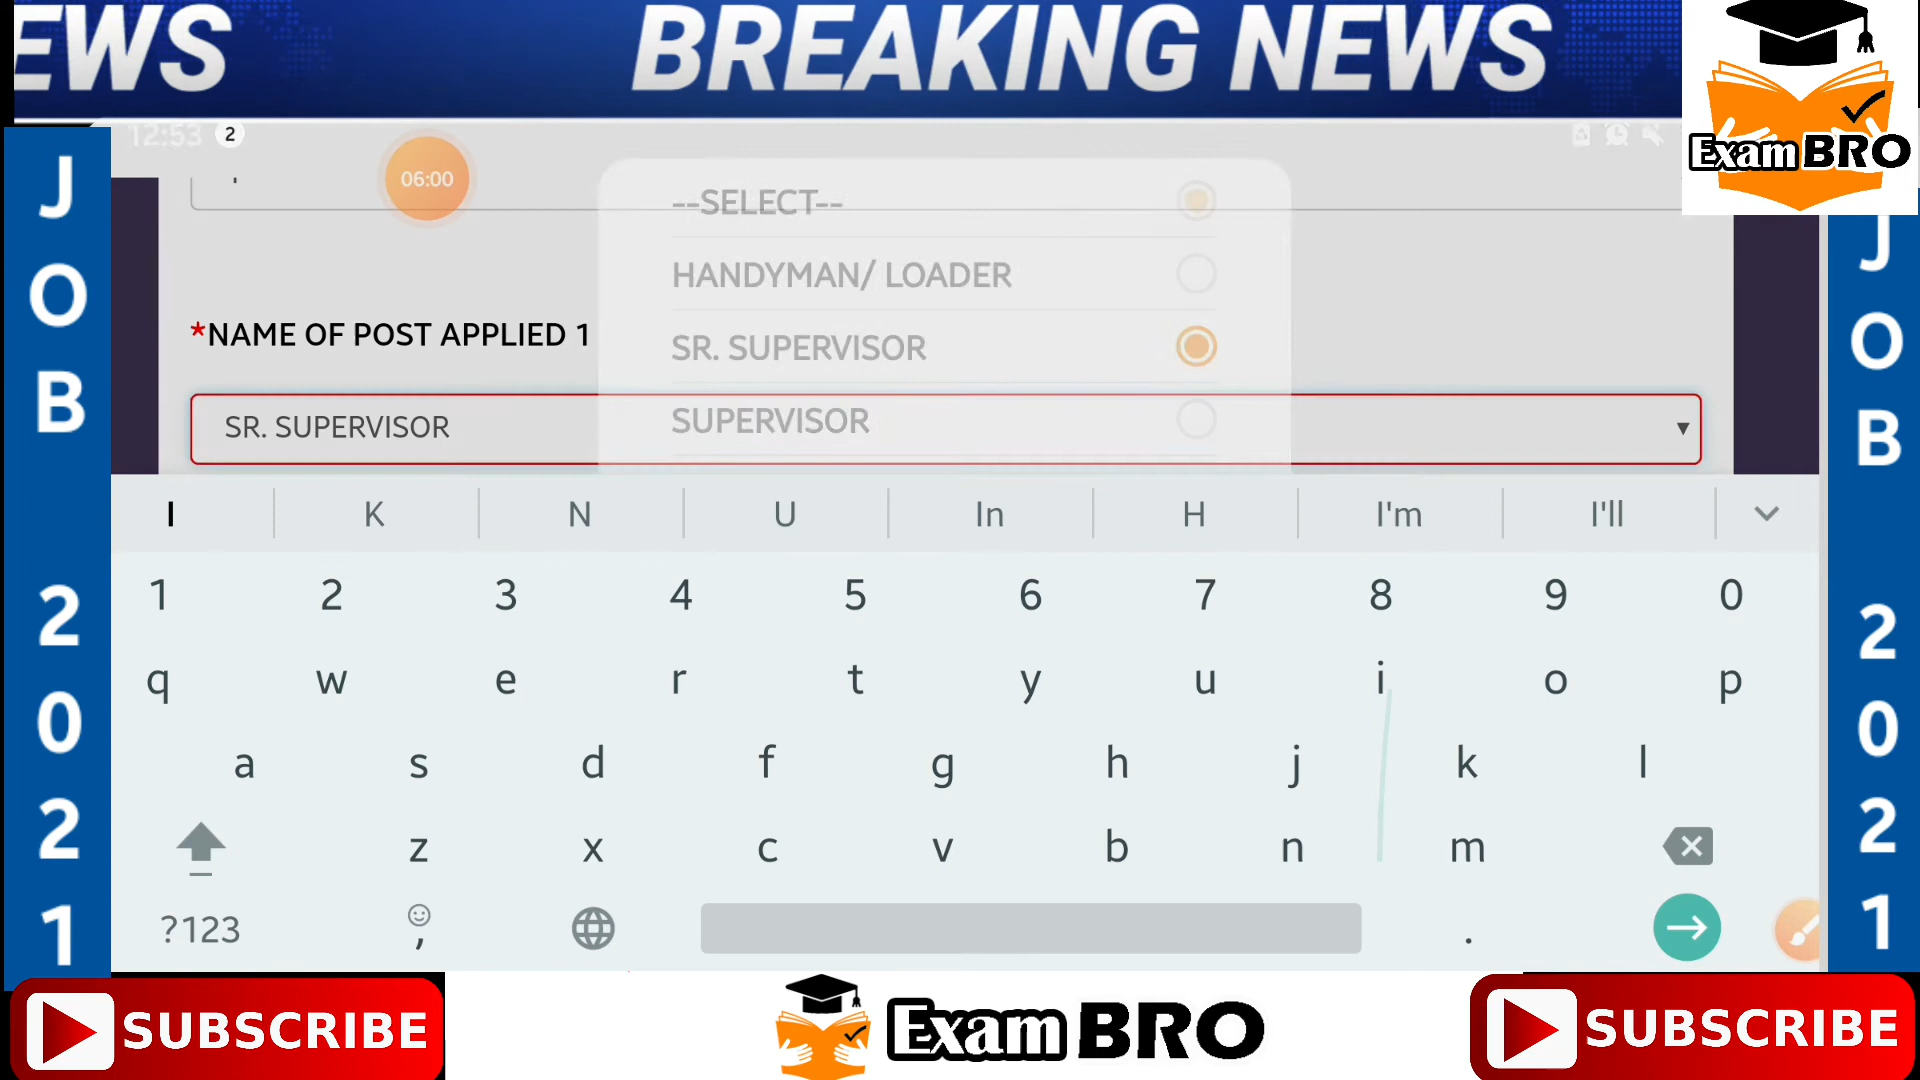 EWS BREAKING NEWS
Exam BRO
12:53 2
06:00
--SELECT--
HANDYMAN/ LOADER
*NAME OF POST APPLIED 1
SR. SUPERVISOR
SR. SUPERVISOR
SUPERVISOR
I K N U In H I'm I'll
1 2 3 4 5 6 7 8 9 0
q w e r t y u i o p
a s d f g h j k l
z x c v b n m
?123 , .
JOB 2021
JOB 2021
SUBSCRIBE
Exam BRO
SUBSCRIBE